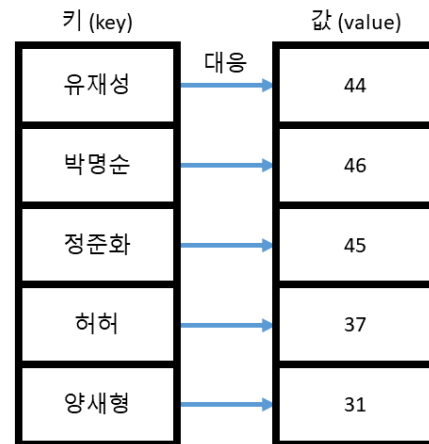 키 (key) 값 (value)
대응
유재성 44
박명순 46
정준화 45
허허 37
양새형 31